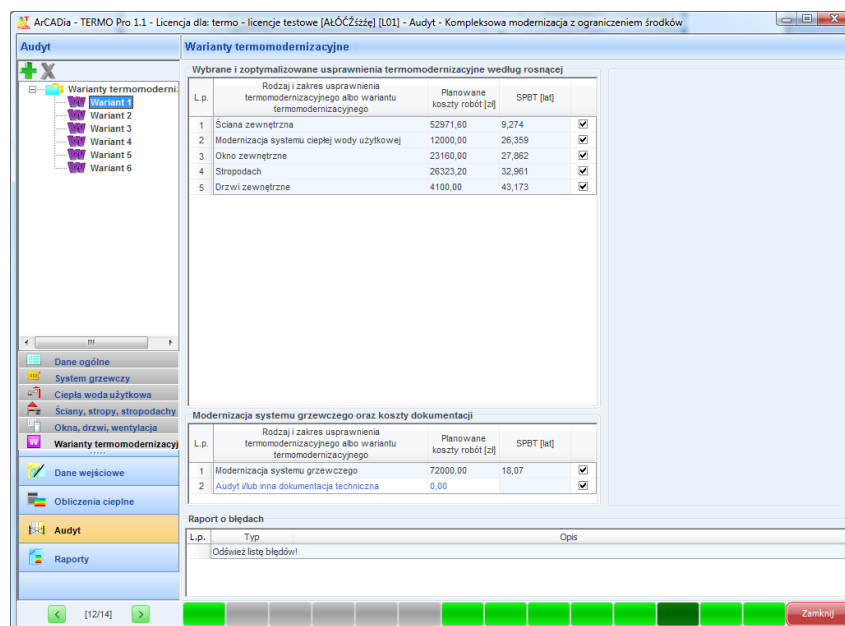 ArCADia - TERMO Pro 1.1 - Licencja dla: termo - licencje testowe [AŁÓĆŹśżźę] [L01] - Audyt - Kompleksowa modernizacja z ograniczeniem środków
Audyt
Warianty termomodernizacyjne
Warianty termomoderniz
Wariant 1
Wariant 2
Wariant 3
Wariant 4
Wariant 5
Wariant 6
Dane ogólne
System grzewczy
Ciepła woda użytkowa
Ściany, stropy, stropodachy
Okna, drzwi, wentylacja
Warianty termomodernizacyj
Dane wejściowe
Obliczenia cieplne
Audyt
Raporty
[12/14]
Wybrane i zoptymalizowane usprawnienia termomodernizacyjne według rosnącej
L.p. Rodzaj i zakres usprawnienia termomodernizacyjnego albo wariantu termomodernizacyjnego Planowane koszty robót [zł] SPBT [lat]
1 Ściana zewnętrzna 52971,60 9,274
2 Modernizacja systemu ciepłej wody użytkowej 12000,00 26,359
3 Okno zewnętrzne 23160,00 27,862
4 Stropodach 26323,20 32,961
5 Drzwi zewnętrzne 4100,00 43,173
Modernizacja systemu grzewczego oraz koszty dokumentacji
L.p. Rodzaj i zakres usprawnienia termomodernizacyjnego albo wariantu termomodernizacyjnego Planowane koszty robót [zł] SPBT [lat]
1 Modernizacja systemu grzewczego 72000,00 18,07
2 Audyt i/lub inna dokumentacja techniczna 0,00
Raport o błędach
L.p. Typ Opis
Odśwież listę błędów!
Zamknij